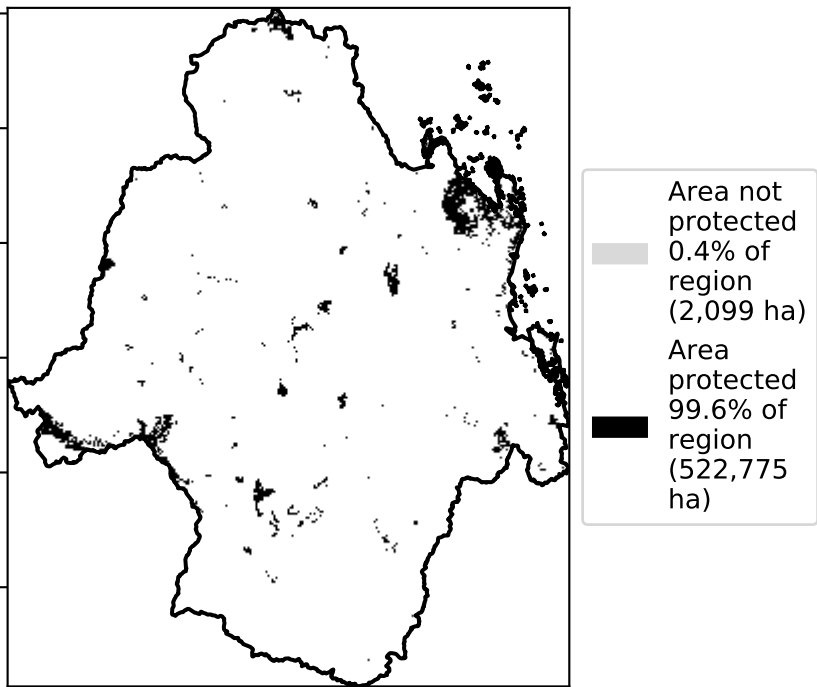 Area not
protected
0.4% of
region
(2,099 ha)
Area
protected
99.6% of
region
(522,775
ha)